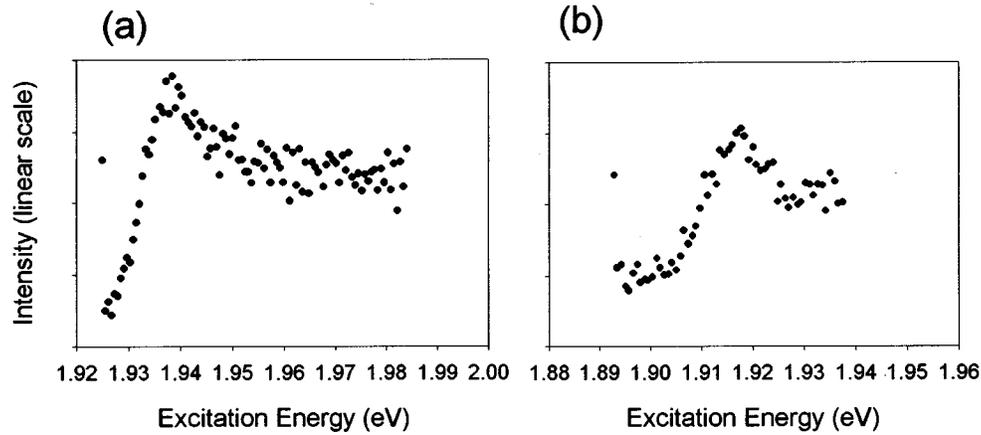 (a)
(b)
Intensity (linear scale)
1.92 1.93 1.94 1.95 1.96 1.97 1.98 1.99 2.00
1.88 1.89 1.90 1.91 1.92 1.93 1.94 1.95 1.96
Excitation Energy (eV)
Excitation Energy (eV)